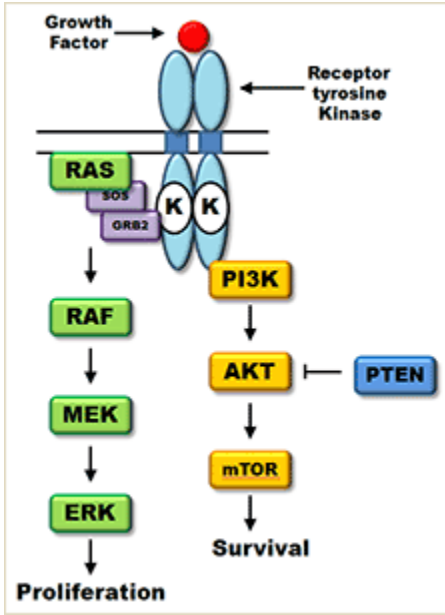 Growth
Factor
Receptor
tyrosine
Kinase
RAS
SOS
GRB2
K K
PI3K
RAF
AKT
PTEN
MEK
mTOR
ERK
Survival
Proliferation